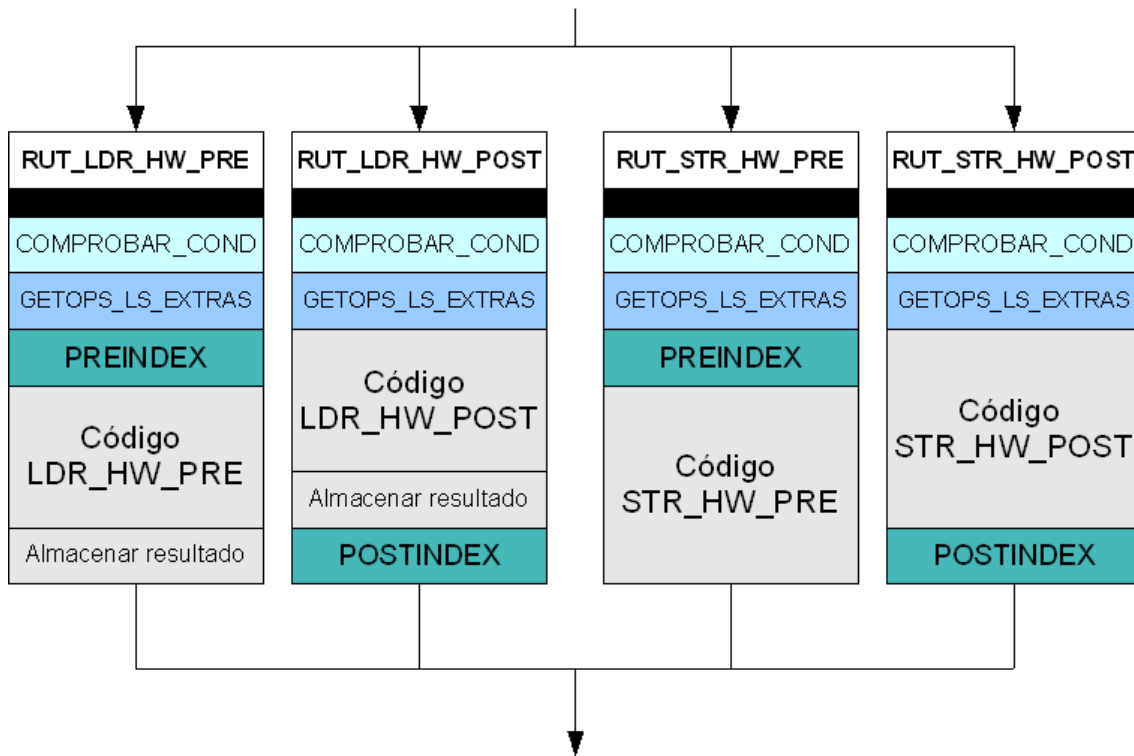 RUT_LDR_HW_PRE
COMPROBAR_COND
GETOPS_LS_EXTRAS
PREINDEX
Código
LDR_HW_PRE
Almacenar resultado
RUT_LDR_HW_POST
COMPROBAR_COND
GETOPS_LS_EXTRAS
Código
LDR_HW_POST
Almacenar resultado
POSTINDEX
RUT_STR_HW_PRE
COMPROBAR_COND
GETOPS_LS_EXTRAS
PREINDEX
Código
STR_HW_PRE
RUT_STR_HW_POST
COMPROBAR_COND
GETOPS_LS_EXTRAS
Código
STR_HW_POST
POSTINDEX